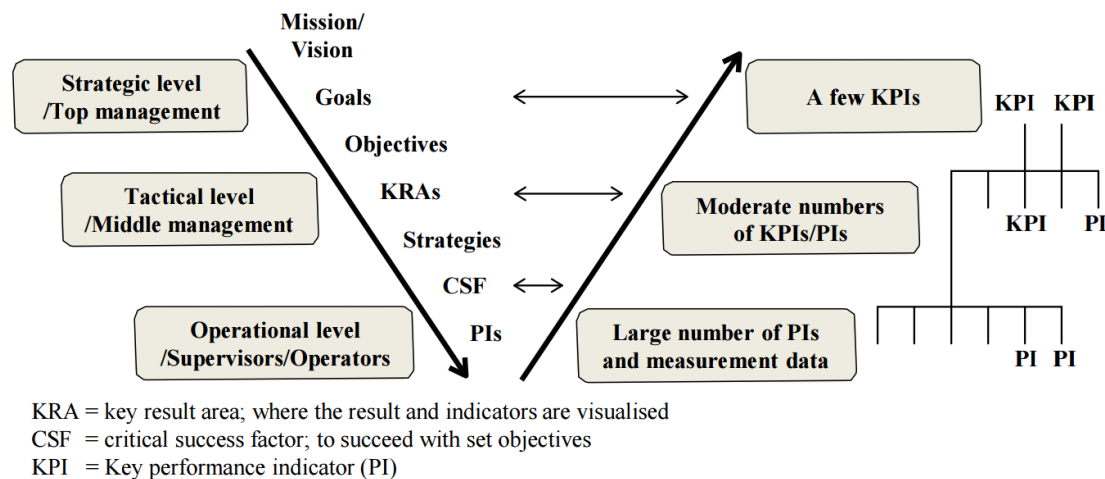 Mission/
Vision
Strategic level
/Top management
Goals
A few KPIs
KPI KPI
Objectives
Tactical level
/Middle management
KRAs
Moderate numbers
of KPIs/PIs
KPI PI
Strategies
CSF
Operational level
/Supervisors/Operators
PIs
Large number of PIs
and measurement data
PI PI
KRA = key result area; where the result and indicators are visualised
CSF = critical success factor; to succeed with set objectives
KPI = Key performance indicator (PI)